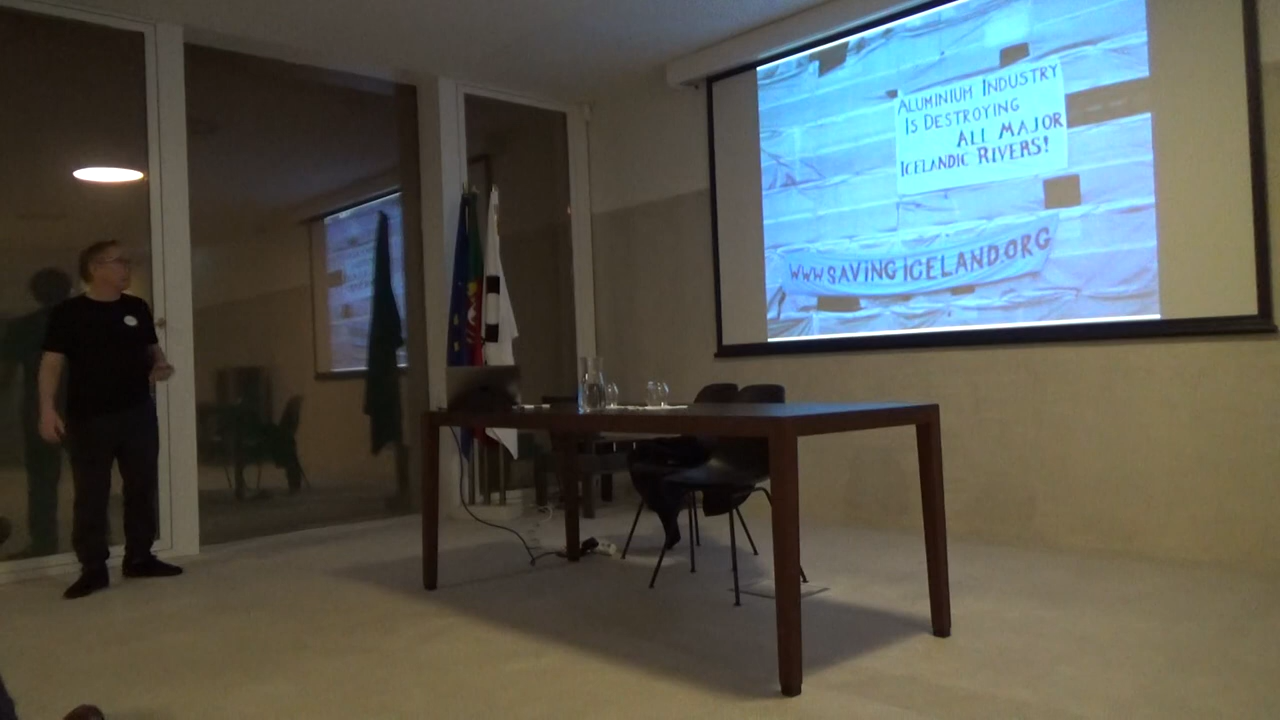 ALUMINIUM INDUSTRY
IS DESTROYING
ALL MAJOR
ICELANDIC RIVERS!
WWW.SAVINGICELAND.ORG